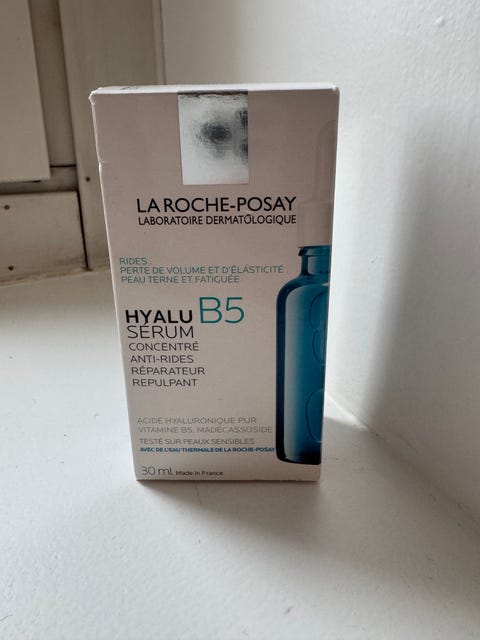 LA ROCHE-POSAY
LABORATOIRE DERMATOLOGIQUE
RIDES.
PERTE DE VOLUME ET D'ÉLASTICITÉ.
PEAU TERNE ET FATIGUÉE
HYALU B5
SÉRUM
CONCENTRÉ
ANTI-RIDES
RÉPARATEUR
REPULPANT
ACIDE HYALURONIQUE PUR
VITAMINE B5. MADÉCASSOSIDE
TESTÉ SUR PEAUX SENSIBLES
AVEC DE L'EAU THERMALE DE LA ROCHE-POSAY
30 ml Made in France